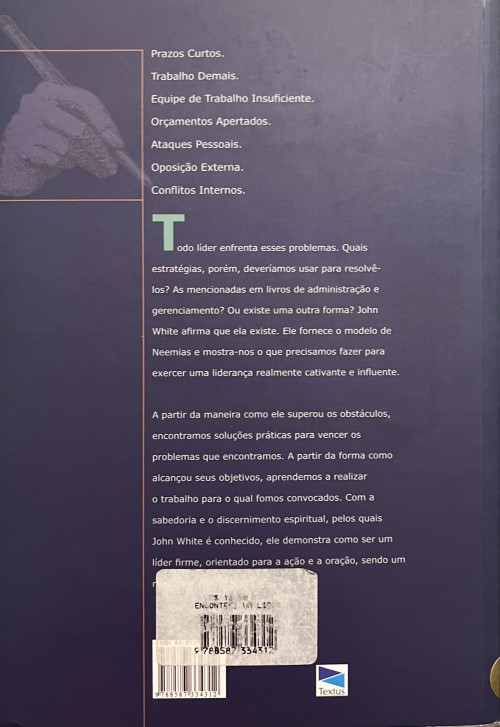 Prazos Curtos.
Trabalho Demais.
Equipe de Trabalho Insuficiente.
Orçamentos Apertados.
Ataques Pessoais.
Oposição Externa.
Conflitos Internos.
Todo líder enfrenta esses problemas. Quais
estratégias, porém, deveríamos usar para resolvê-
los? As mencionadas em livros de administração e
gerenciamento? Ou existe uma outra forma? John
White afirma que ela existe. Ele fornece o modelo de
Neemias e mostra-nos o que precisamos fazer para
exercer uma liderança realmente cativante e influente.
A partir da maneira como ele superou os obstáculos,
encontramos soluções práticas para vencer os
problemas que encontramos. A partir da forma como
alcançou seus objetivos, aprendemos a realizar
o trabalho para o qual fomos convocados. Com a
sabedoria e o discernimento espiritual, pelos quais
John White é conhecido, ele demonstra como ser um
líder firme, orientado para a ação e a oração, sendo um
9 788587 334312
9 788587 334312
Textus